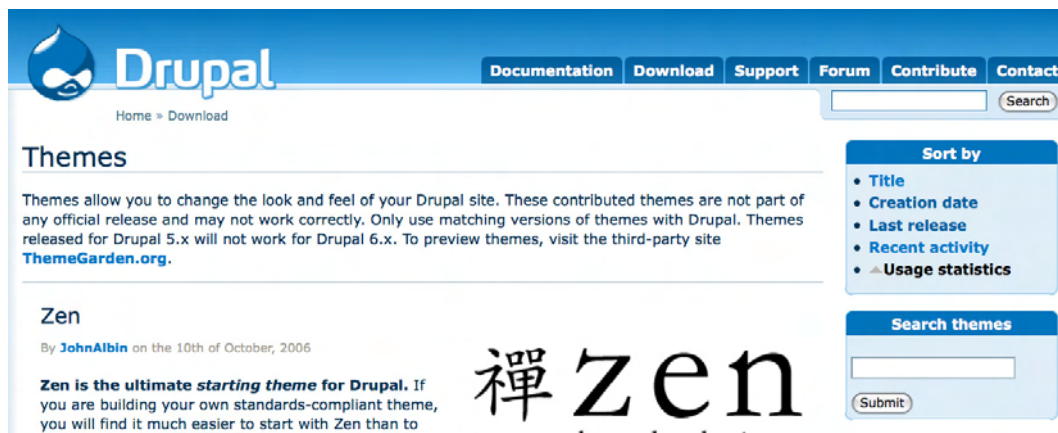 Drupal
Documentation Download Support Forum Contribute Contact
Search
Home » Download
Themes
Themes allow you to change the look and feel of your Drupal site. These contributed themes are not part of
any official release and may not work correctly. Only use matching versions of themes with Drupal. Themes
released for Drupal 5.x will not work for Drupal 6.x. To preview themes, visit the third-party site
ThemeGarden.org.
Zen
By JohnAlbin on the 10th of October, 2006
Zen is the ultimate starting theme for Drupal. If
you are building your own standards-compliant theme,
you will find it much easier to start with Zen than to
禪 zen
Sort by
• Title
• Creation date
• Last release
• Recent activity
• Usage statistics
Search themes
Submit